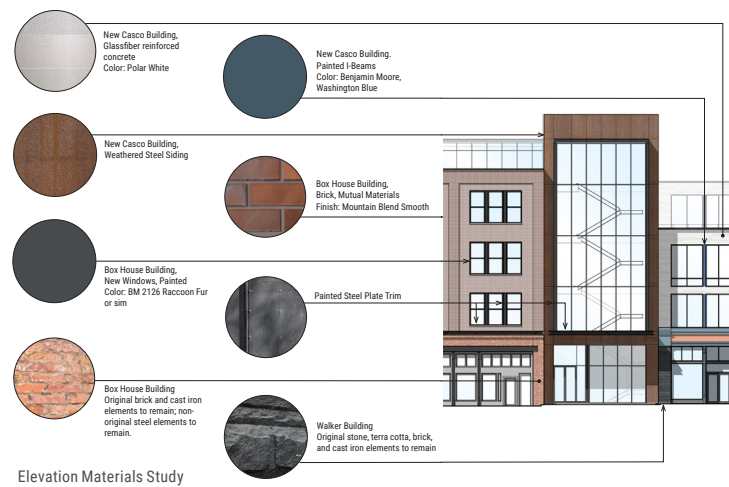 New Casco Building,
Glassfiber reinforced
concrete
Color: Polar White
New Casco Building.
Painted I-Beams
Color: Benjamin Moore,
Washington Blue
New Casco Building,
Weathered Steel Siding
Box House Building,
Brick, Mutual Materials
Finish: Mountain Blend Smooth
Box House Building,
New Windows, Painted
Color: BM 2126 Raccoon Fur
or sim
Painted Steel Plate Trim
Box House Building
Original brick and cast iron
elements to remain; non-
original steel elements to
remain.
Walker Building
Original stone, terra cotta, brick,
and cast iron elements to remain
Elevation Materials Study